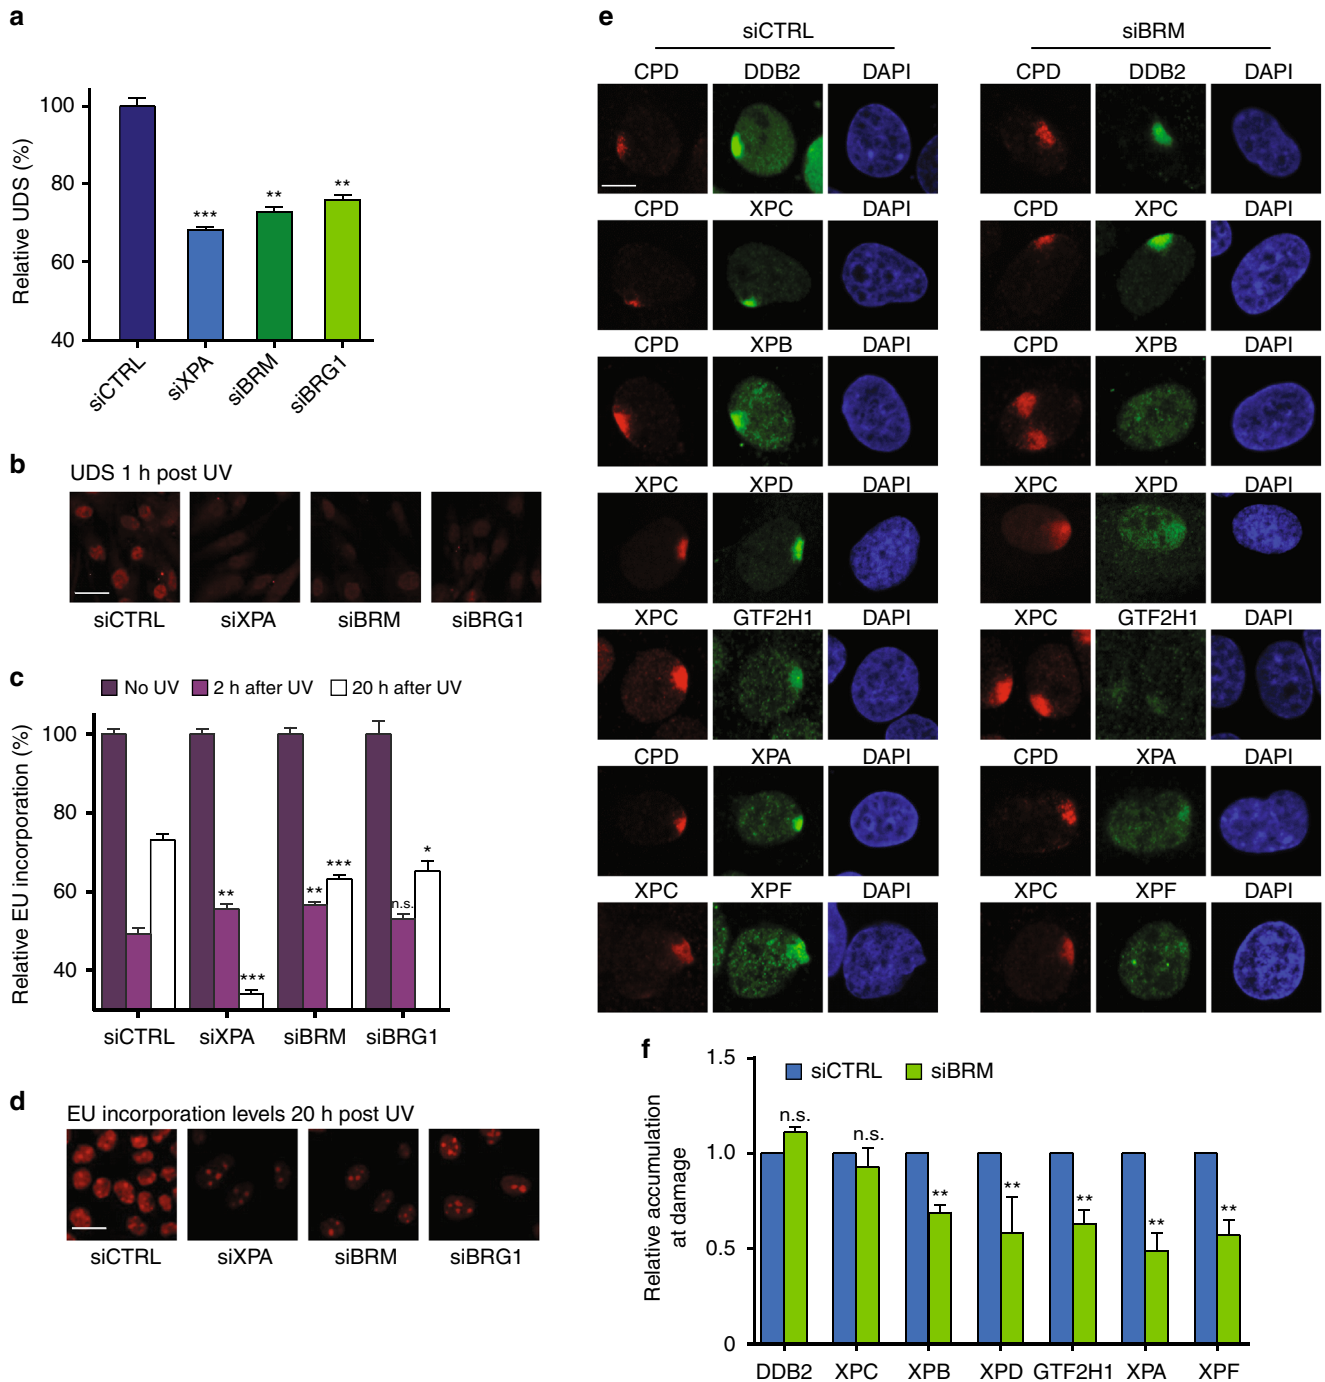 a
Relative UDS (%)
100
80
60
40
***
**
**
siCTRL
siXPA
siBRM
siBRG1
b
UDS 1 h post UV
siCTRL
siXPA
siBRM
siBRG1
c
No UV
2 h after UV
20 h after UV
Relative EU incorporation (%)
100
80
60
40
**
***
**
***
n.s.
*
siCTRL
siXPA
siBRM
siBRG1
d
EU incorporation levels 20 h post UV
siCTRL
siXPA
siBRM
siBRG1
e
siCTRL
siBRM
CPD DDB2 DAPI
CPD DDB2 DAPI
CPD XPC DAPI
CPD XPC DAPI
CPD XPB DAPI
CPD XPB DAPI
XPC XPD DAPI
XPC XPD DAPI
XPC GTF2H1 DAPI
XPC GTF2H1 DAPI
CPD XPA DAPI
CPD XPA DAPI
XPC XPF DAPI
XPC XPF DAPI
f
siCTRL
siBRM
Relative accumulation
at damage
1.5
1.0
0.5
0
n.s.
n.s.
**
**
**
**
**
DDB2
XPC
XPB
XPD
GTF2H1
XPA
XPF